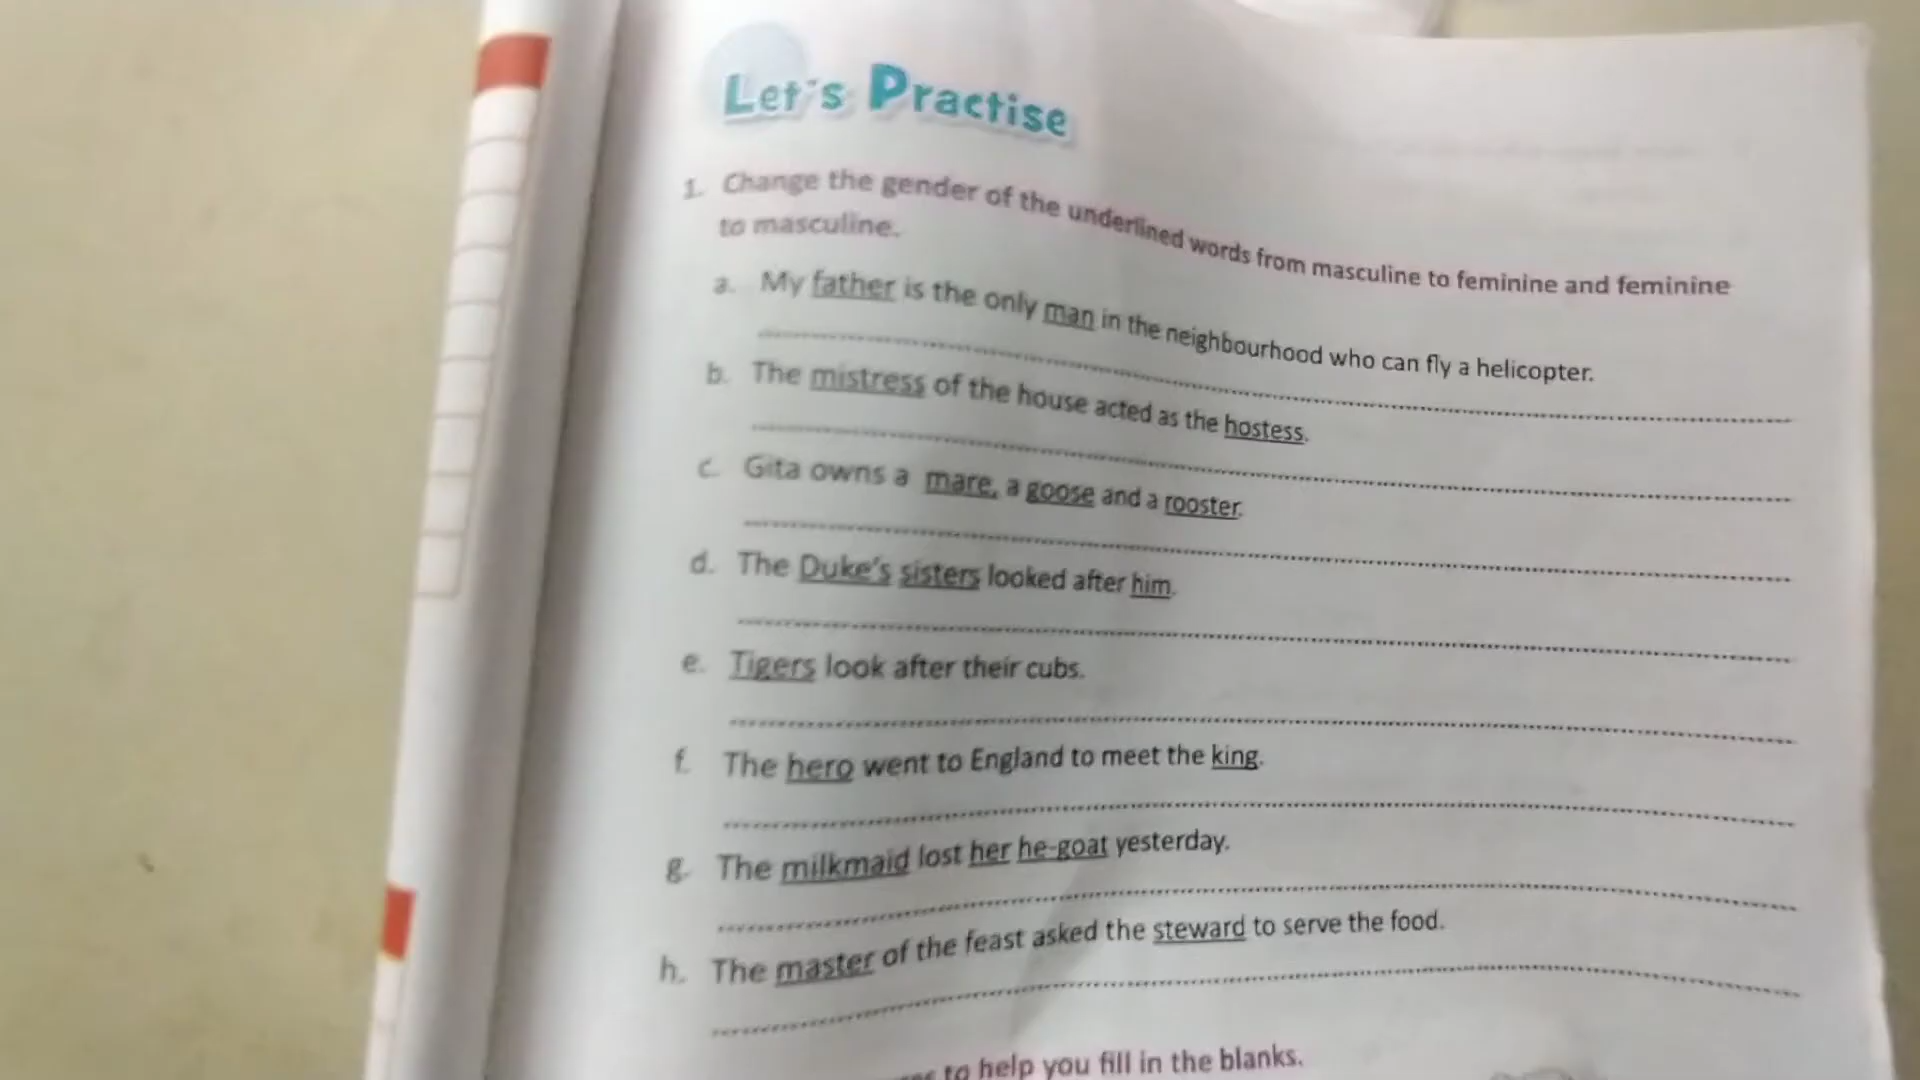 Let's Practise
1. Change the gender of the underlined words from masculine to feminine and feminine
to masculine.
a. My father is the only man in the neighbourhood who can fly a helicopter.
b. The mistress of the house acted as the hostess.
c. Gita owns a mare, a goose and a rooster.
d. The Duke's sisters looked after him.
e. Tigers look after their cubs.
f. The hero went to England to meet the king.
g. The milkmaid lost her he-goat yesterday.
h. The master of the feast asked the steward to serve the food.
to help you fill in the blanks.